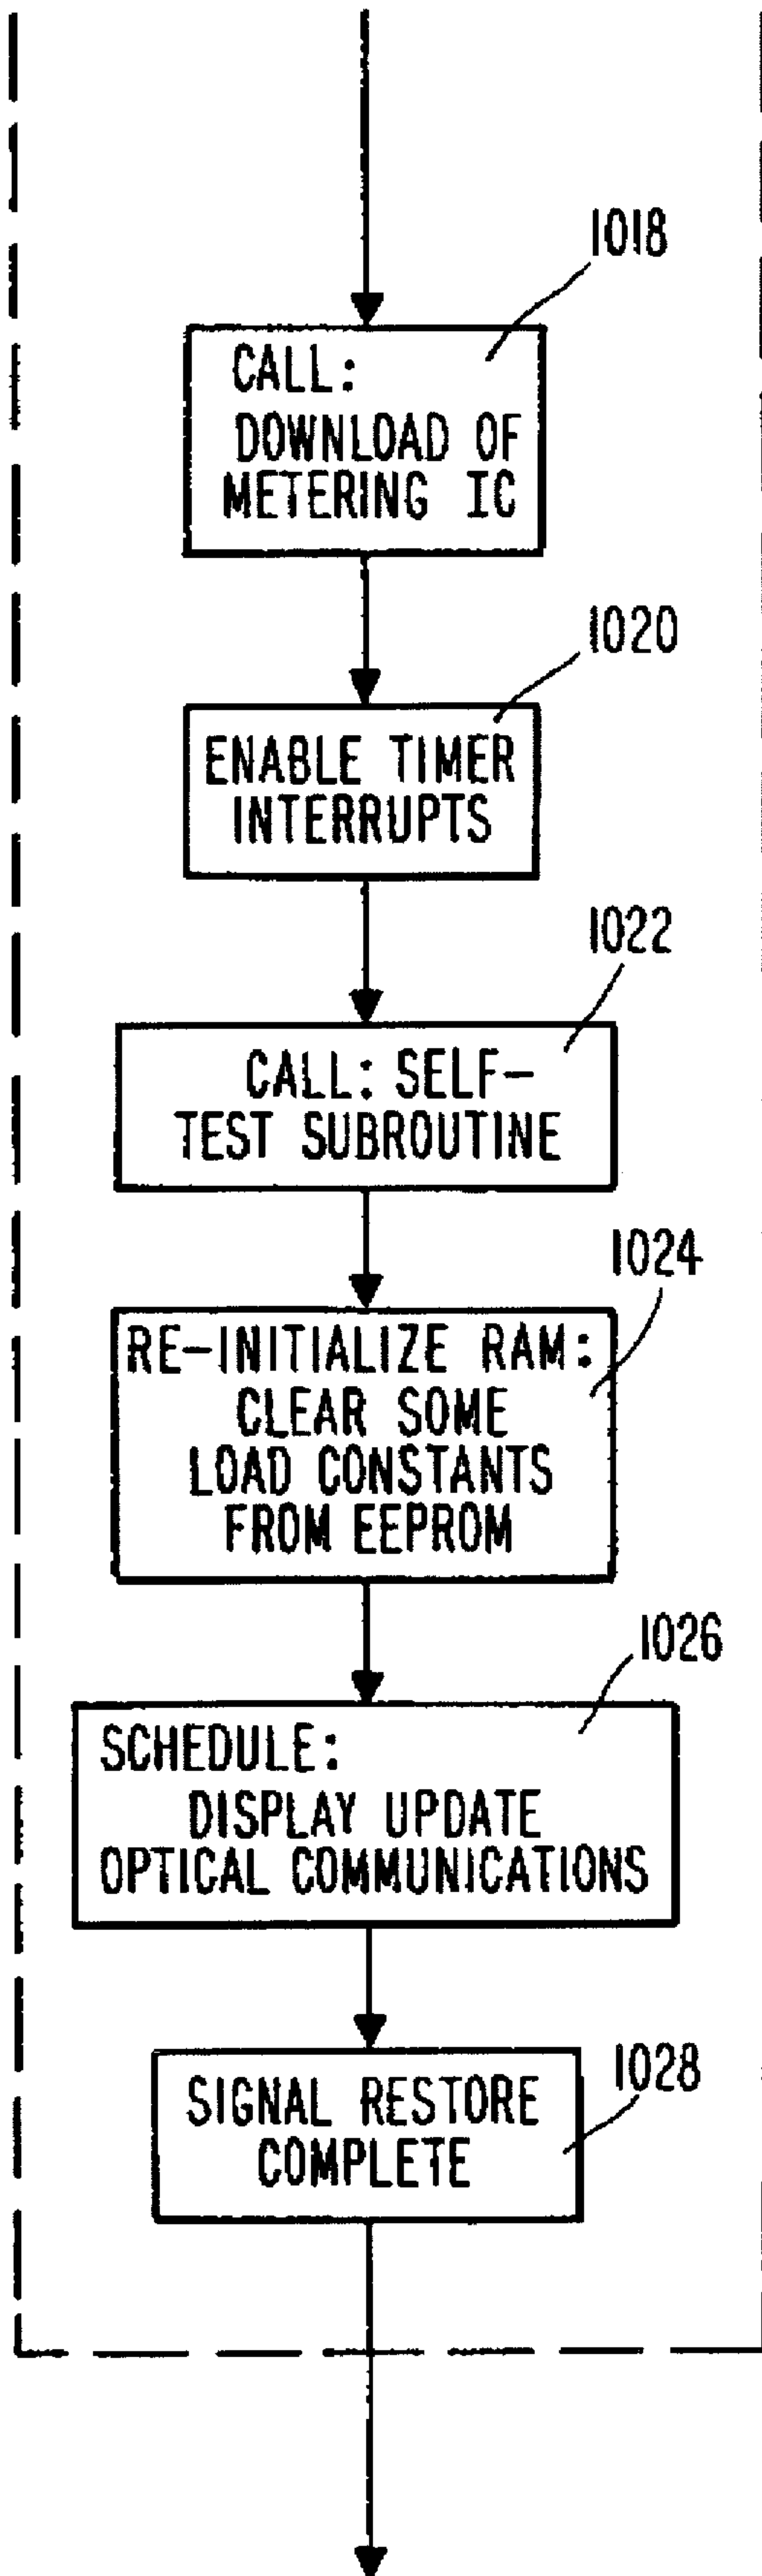 1018
CALL:
DOWNLOAD OF
METERING IC
1020
ENABLE TIMER
INTERRUPTS
1022
CALL: SELF-
TEST SUBROUTINE
1024
RE-INITIALIZE RAM:
CLEAR SOME
LOAD CONSTANTS
FROM EEPROM
1026
SCHEDULE:
DISPLAY UPDATE
OPTICAL COMMUNICATIONS
1028
SIGNAL RESTORE
COMPLETE